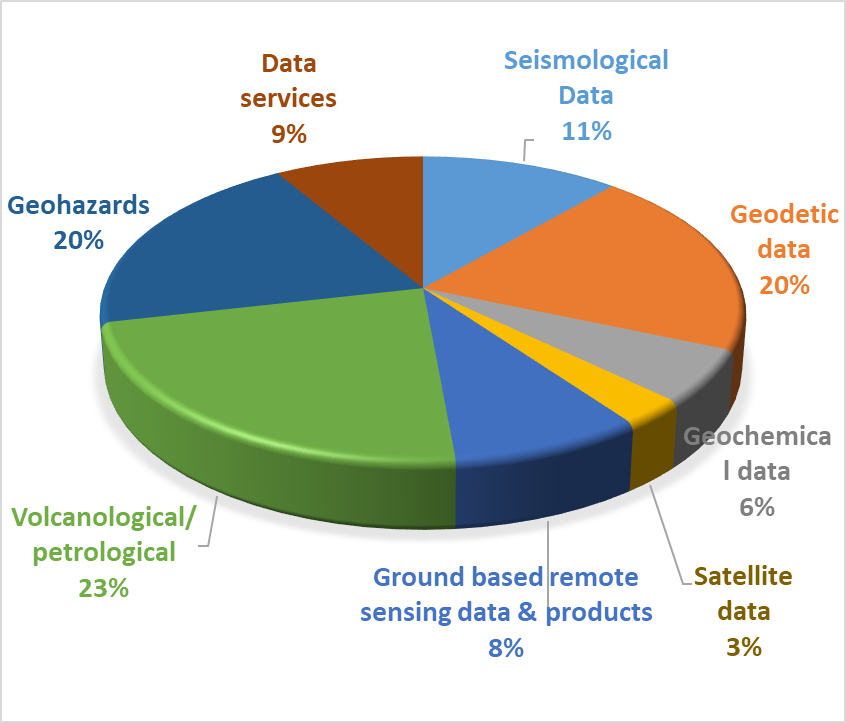 Data
services
9%
Seismological
Data
11%
Geohazards
20%
Geodetic
data
20%
Geochemica
l data
6%
Volcanological/
petrological
23%
Ground based remote
sensing data & products
8%
Satellite
data
3%